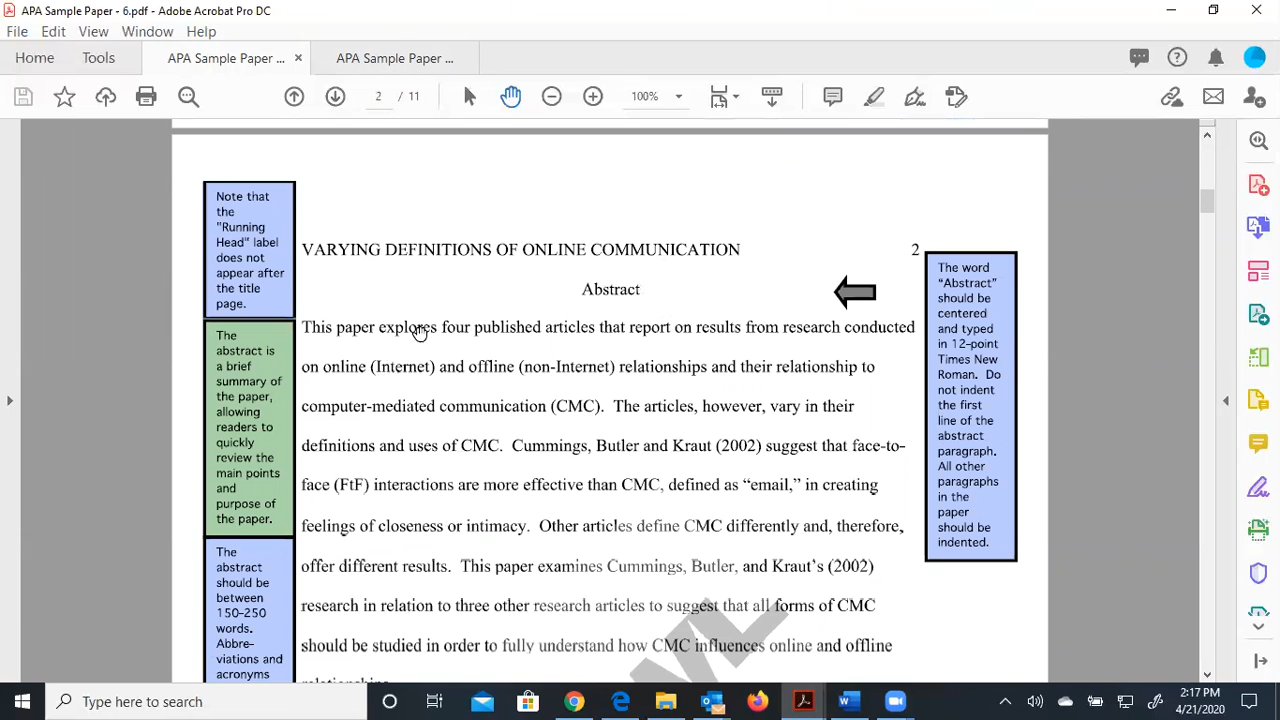 APA Sample Paper - 6.pdf - Adobe Acrobat Pro DC
File Edit View Window Help
Home Tools APA Sample Paper ... × APA Sample Paper ...
2 / 11 100%
Note that
the
"Running
Head" label
does not
appear after
the title
page.
The
abstract is
a brief
summary of
the paper,
allowing
readers to
quickly
review the
main points
and
purpose of
the paper.
The
abstract
should be
between
150-250
words.
Abbre-
viations and
acronyms
VARYING DEFINITIONS OF ONLINE COMMUNICATION 2
Abstract
This paper explores four published articles that report on results from research conducted
on online (Internet) and offline (non-Internet) relationships and their relationship to
computer-mediated communication (CMC). The articles, however, vary in their
definitions and uses of CMC. Cummings, Butler and Kraut (2002) suggest that face-to-
face (FtF) interactions are more effective than CMC, defined as “email,” in creating
feelings of closeness or intimacy. Other articles define CMC differently and, therefore,
offer different results. This paper examines Cummings, Butler, and Kraut’s (2002)
research in relation to three other research articles to suggest that all forms of CMC
should be studied in order to fully understand how CMC influences online and offline
The word
“Abstract”
should be
centered
and typed
in 12-point
Times New
Roman. Do
not indent
the first
line of the
abstract
paragraph.
All other
paragraphs
in the
paper
should be
indented.
WL
Type here to search
2:17 PM
4/21/2020